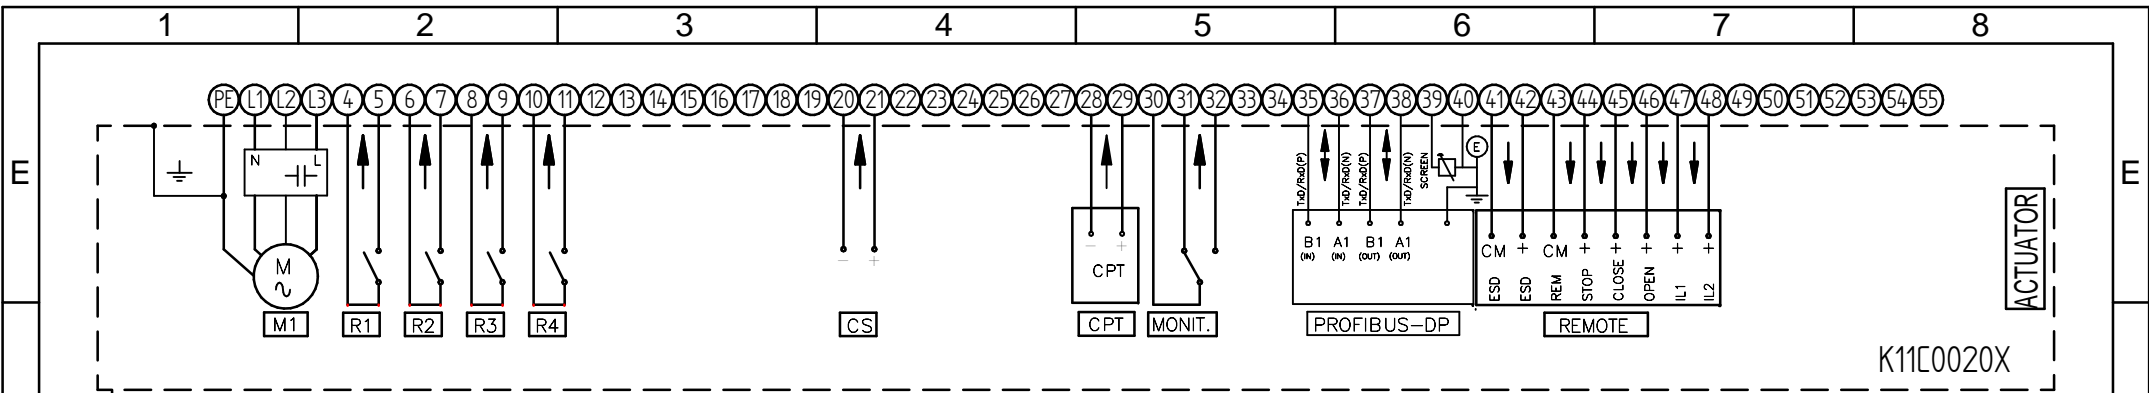 1 2 3 4 5 6 7 8
PE L1 L2 L3 4 5 6 7 8 9 10 11 12 13 14 15 16 17 18 19 20 21 22 23 24 25 26 27 28 29 30 31 32 33 34 35 36 37 38 39 40 41 42 43 44 45 46 47 48 49 50 51 52 53 54 55
E
E
N L
M
M1
R1
R2
R3
R4
- +
CS
- +
CPT
CPT
MONIT.
TxD/RxD(P)
TxD/RxD(N)
TxD/RxD(P)
TxD/RxD(N)
SCREEN
E
B1 A1 B1 A1
(IN) (IN) (OUT) (OUT)
PROFIBUS-DP
CM + CM + + + + +
ESD
ESD
REM
STOP
CLOSE
OPEN
IL1
IL2
REMOTE
ACTUATOR
K11C0020X